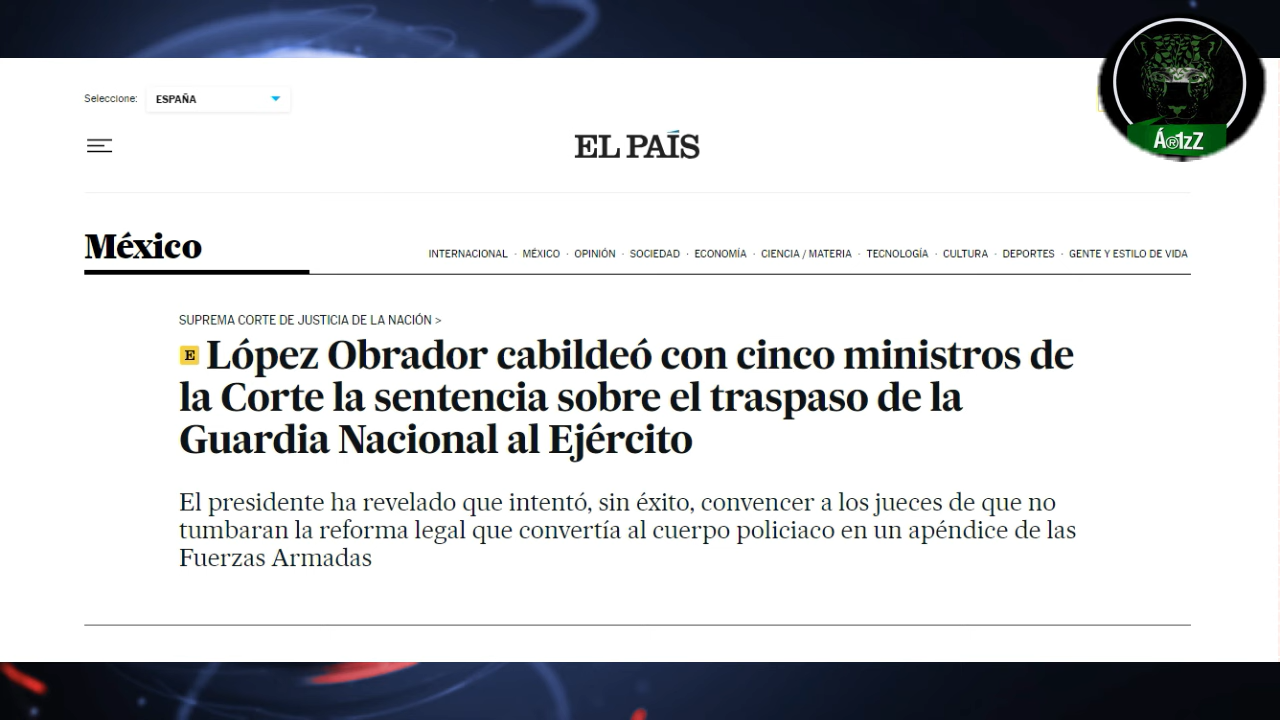 Seleccione: ESPAÑA
EL PAÍS
ÁR1zZ
México
INTERNACIONAL · MÉXICO · OPINIÓN · SOCIEDAD · ECONOMÍA · CIENCIA / MATERIA · TECNOLOGÍA · CULTURA · DEPORTES · GENTE Y ESTILO DE VIDA
SUPREMA CORTE DE JUSTICIA DE LA NACIÓN >
E López Obrador cabildeó con cinco ministros de
la Corte la sentencia sobre el traspaso de la
Guardia Nacional al Ejército
El presidente ha revelado que intentó, sin éxito, convencer a los jueces de que no
tumbaran la reforma legal que convertía al cuerpo policiaco en un apéndice de las
Fuerzas Armadas